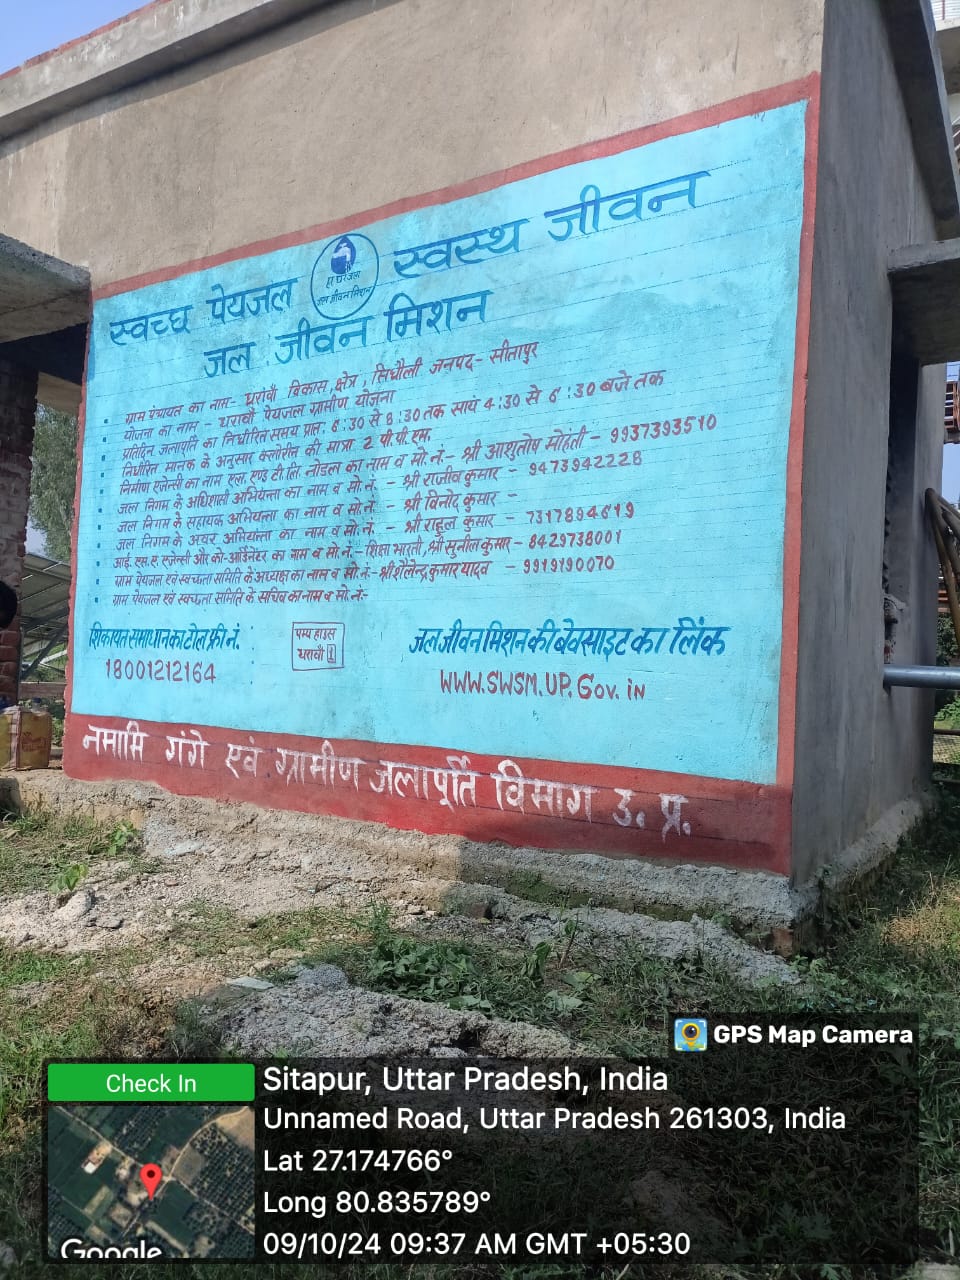 स्वच्छ पेयजल
हर घर जल
जल जीवन मिशन
स्वस्थ जीवन
जल जीवन मिशन
ग्राम पंचायत का नाम- धरांवाँ विकास, क्षेत्र, सिधौली जनपद- सीतापुर
योजना का नाम - धरावाँ पेयजल ग्रामीण योजना
प्रतिदिन जलापूर्ति का निर्धारित समय प्रातः 6:30 से 8:30 तक सायं 4:30 से 6:30 बजे तक
निर्धारित मानक के अनुसार क्लोरीन की मात्रा 2 पी.पी.एम.
निर्माण एजेन्सी का नाम एल. एण्ड टी.लि. नोडल का नाम व मो.नं.- श्री आशुतोष मोहंती - 9937393510
जल निगम के अधिशासी अभियन्ता का नाम व मो.नं. - श्री राजीव कुमार - 9473942228
जल निगम के सहायक अभियन्ता का नाम व मो.नं. - श्री विनोद कुमार -
जल निगम के अवर अभियन्ता का नाम व मो.नं. - श्री राहुल कुमार - 7317894619
आई.एस.ए. एजेन्सी और को-आर्डिनेटर का नाम व मो.नं.- शिक्षा भारती, श्री सुनील कुमार - 8429738001
ग्राम पेयजल एवं स्वच्छता समिति के अध्यक्ष का नाम व मो.नं- श्री शैलेन्द्र कुमार यादव - 9919190070
ग्राम पेयजल एवं स्वच्छता समिति के सचिव का नाम व मो.नं:-
शिकायत समाधान का टोल फ्री नं.
18001212164
पम्प हाउस
धरावाँ 1
जल जीवन मिशन की वेवसाइट का लिंक
WWW.SWSM.UP.Gov.in
नमामि गंगे एवं ग्रामीण जलापूर्ति विभाग उ. प्र.
GPS Map Camera
Check In
Sitapur, Uttar Pradesh, India
Unnamed Road, Uttar Pradesh 261303, India
Lat 27.174766°
Long 80.835789°
09/10/24 09:37 AM GMT +05:30
Google